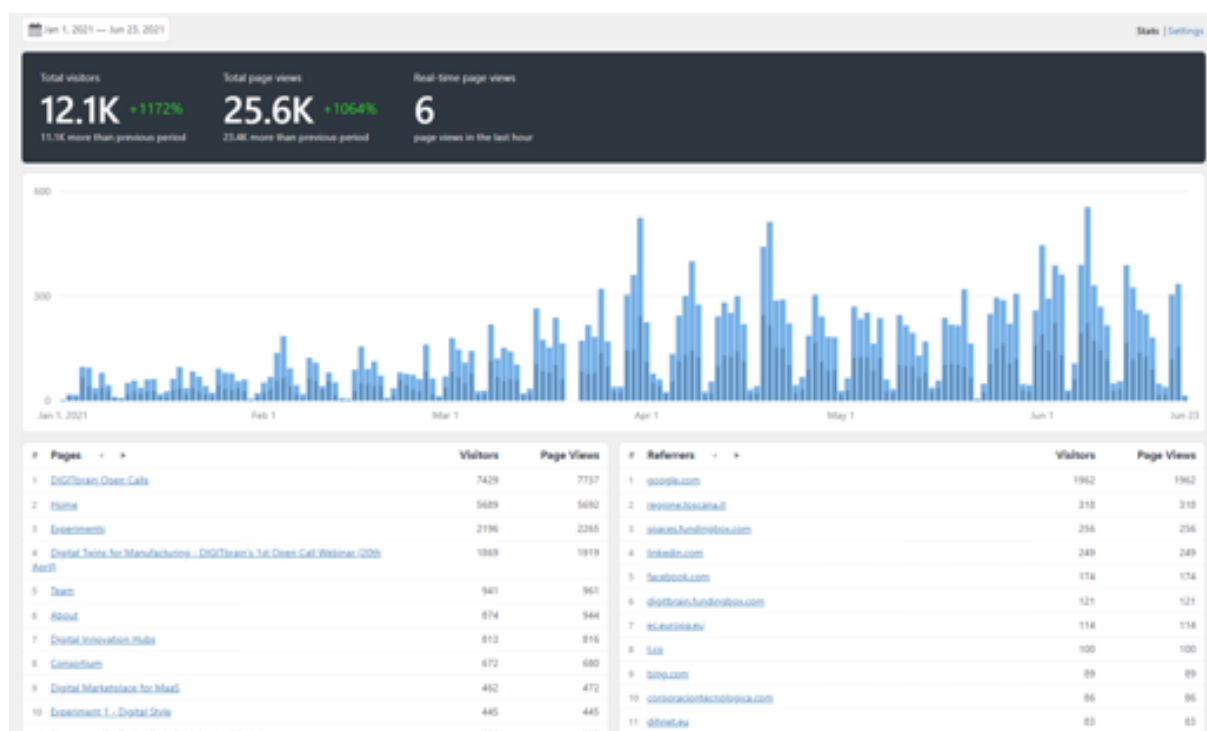 Jan 1, 2021 — Jun 23, 2021
Stats | Settings
Total visitors
Total page views
Real-time page views
12.1K +1172%
25.6K +1064%
6
11.1K more than previous period
23.4K more than previous period
page views in the last hour
600
300
0
Jan 1, 2021
Feb 1
Mar 1
Apr 1
May 1
Jun 1
Jun 23
# Pages Visitors Page Views
1 DIGITbrain Open Calls 7429 7737
2 Home 5689 5692
3 Experiments 2196 2265
4 Digital Twins for Manufacturing - DIGITbrain's 1st Open Call Webinar (20th 1869 1919
April)
5 Team 941 961
6 About 874 944
7 Digital Innovation Hubs 813 816
8 Consortium 672 680
9 Digital Marketplace for MaaS 462 472
10 Experiment 1 - Digital Style 445 445
# Referrers Visitors Page Views
1 google.com 1962 1962
2 regione.toscana.it 318 318
3 spaces.fundingbox.com 256 256
4 linkedin.com 249 249
5 facebook.com 174 174
6 digitbrain.fundingbox.com 121 121
7 ec.europa.eu 114 114
8 t.co 100 100
9 bing.com 89 89
10 corporaciontecnologica.com 86 86
11 dihnet.eu 83 83